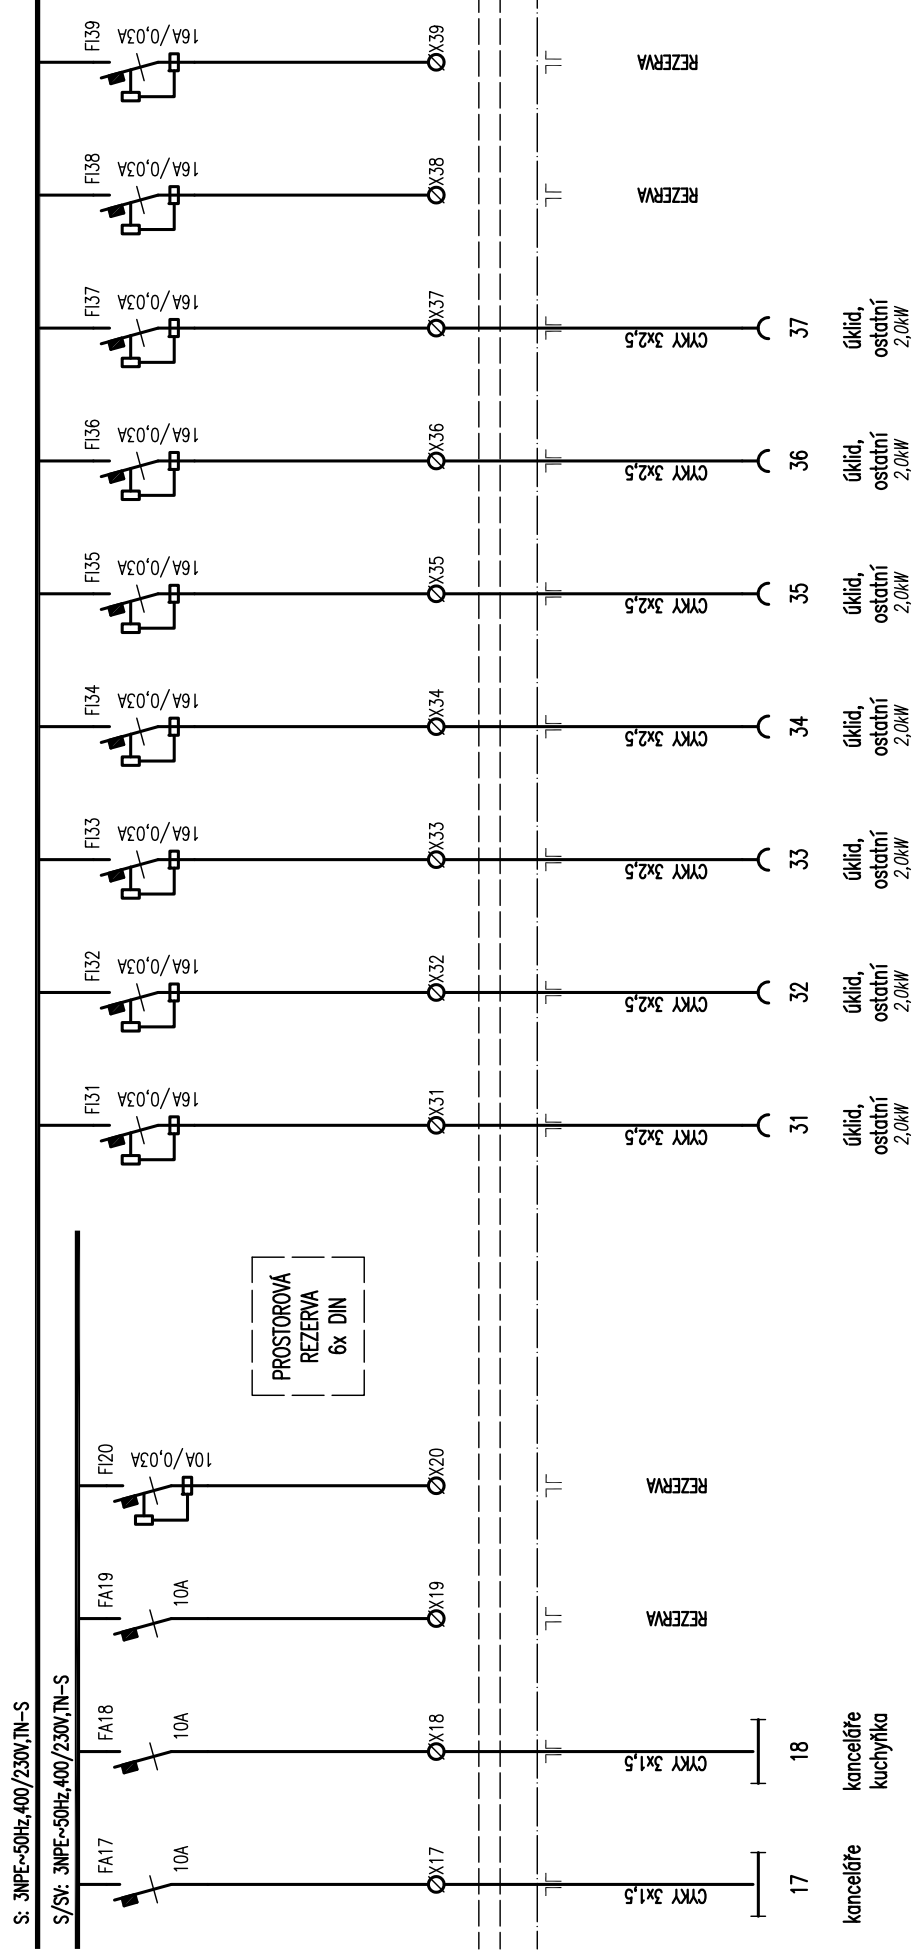 S: 3NPE~50Hz,400/230V,TN-S
S/SV: 3NPE~50Hz,400/230V,TN-S
FA17
10A
X17
CYKY 3x1,5
17
kanceláře
FA18
10A
X18
CYKY 3x1,5
18
kanceláře
kuchyňka
FA19
10A
X19
REZERVA
FI20
10A/0,03A
X20
REZERVA
PROSTOROVÁ
REZERVA
6x DIN
FI31
16A/0,03A
X31
CYKY 3x2,5
31
úklid,
ostatní
2,0kW
FI32
16A/0,03A
X32
CYKY 3x2,5
32
úklid,
ostatní
2,0kW
FI33
16A/0,03A
X33
CYKY 3x2,5
33
úklid,
ostatní
2,0kW
FI34
16A/0,03A
X34
CYKY 3x2,5
34
úklid,
ostatní
2,0kW
FI35
16A/0,03A
X35
CYKY 3x2,5
35
úklid,
ostatní
2,0kW
FI36
16A/0,03A
X36
CYKY 3x2,5
36
úklid,
ostatní
2,0kW
FI37
16A/0,03A
X37
CYKY 3x2,5
37
úklid,
ostatní
2,0kW
FI38
16A/0,03A
X38
REZERVA
FI39
16A/0,03A
X39
REZERVA